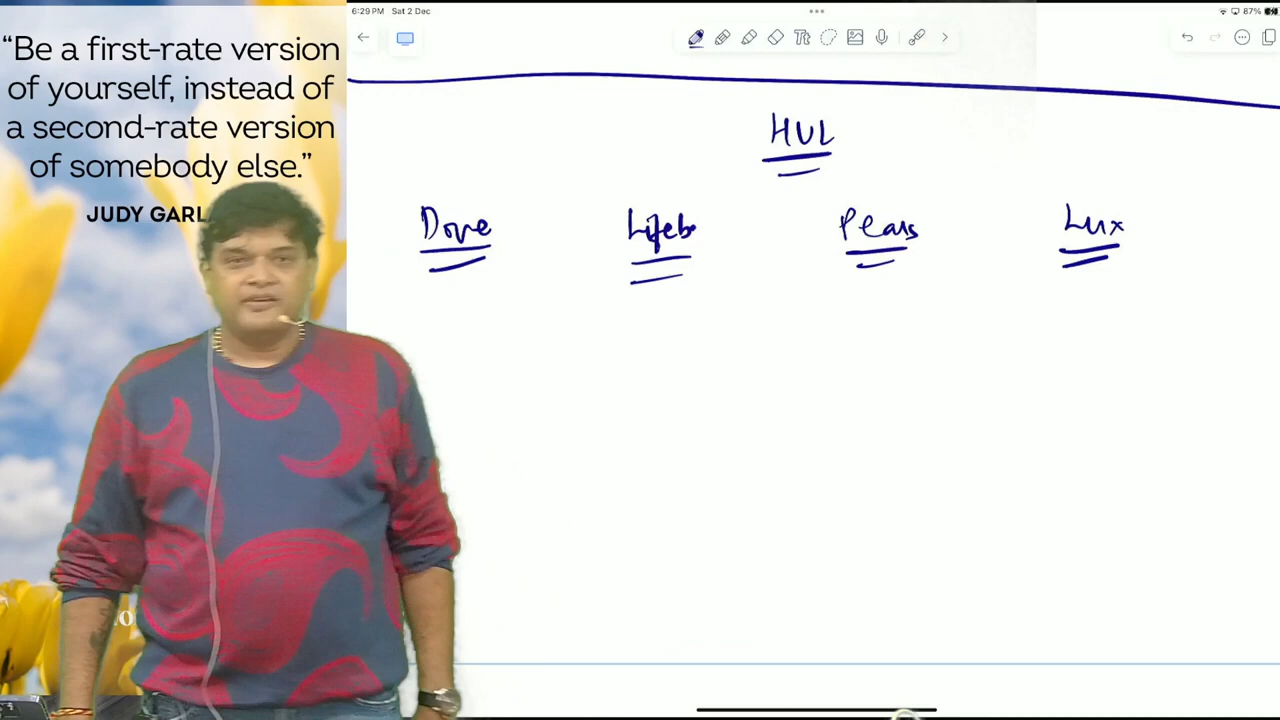 “Be a first-rate version
of yourself, instead of
a second-rate version
of somebody else.”
JUDY GARL
6:29 PM Sat 2 Dec
87%
HUL
Dove Lifeb Pears Lux